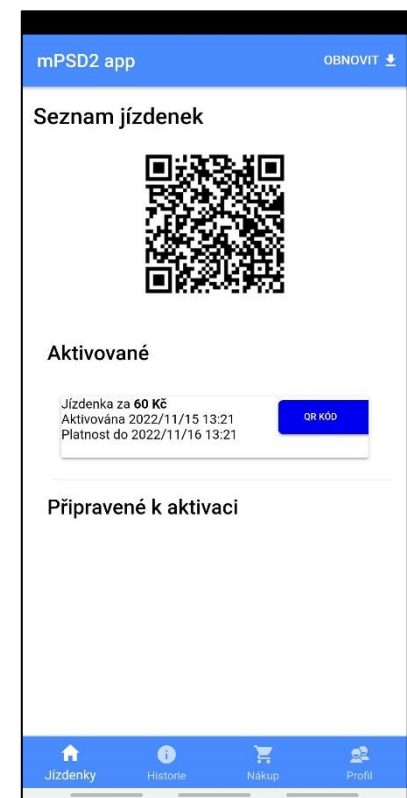 mPSD2 app
OBNOVIT
Seznam jízdenek
Aktivované
Jízdenka za 60 Kč
Aktivována 2022/11/15 13:21
Platnost do 2022/11/16 13:21
QR KÓD
Připravené k aktivaci
Jízdenky
Historie
Nákup
Profil